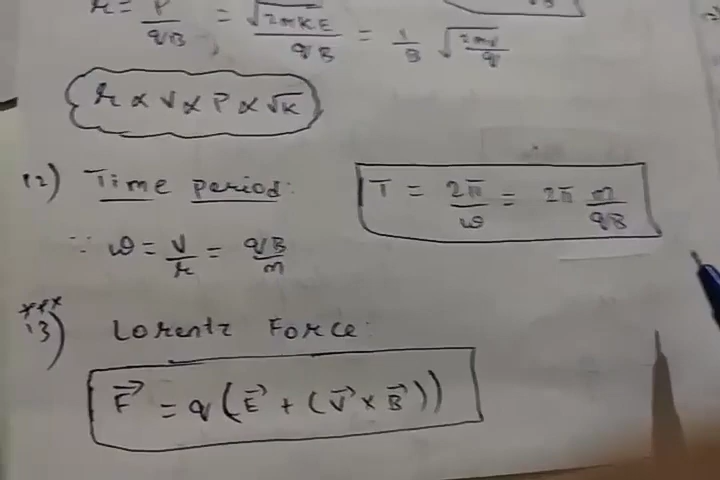 r = P/qB, = √2mKE/qB = 1/B √2mV/q
r ∝ V ∝ P ∝ √K
12) Time period:
∵ ω = V/r = qB/m
T = 2π/ω = 2π m/qB
***
13) Lorentz Force:
F⃗ = q(E⃗ + (V⃗ × B⃗))